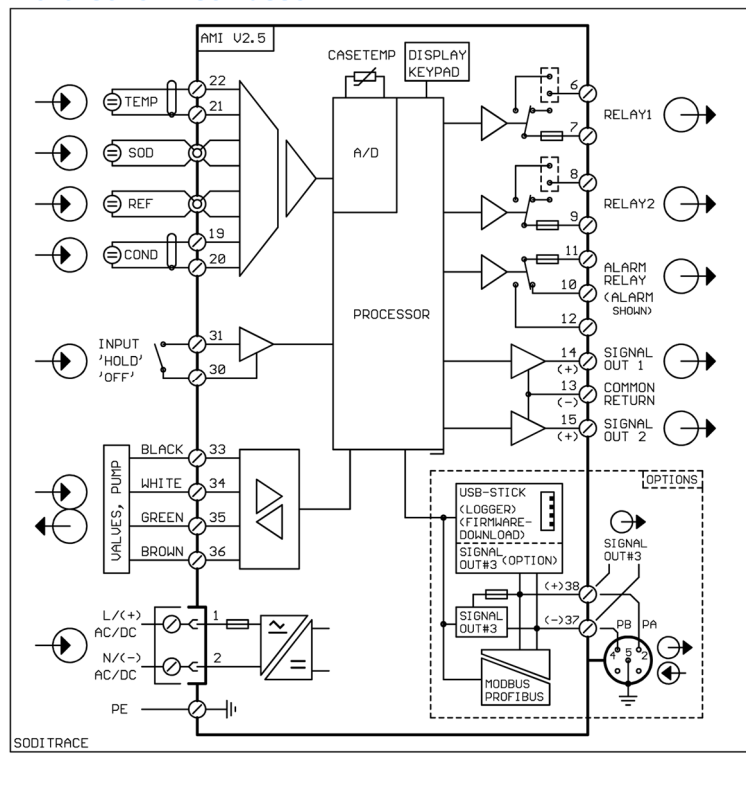 AMI V2.5
CASETEMP
DISPLAY
KEYPAD
22
TEMP
21
SOD
REF
19
COND
20
A/D
PROCESSOR
6
RELAY1
7
8
RELAY2
9
11
ALARM
RELAY
10
(ALARM
SHOWN)
12
INPUT
'HOLD'
'OFF'
31
30
14
(+)
SIGNAL
OUT 1
13
(-)
COMMON
RETURN
15
(+)
SIGNAL
OUT 2
VALVES, PUMP
BLACK 33
WHITE 34
GREEN 35
BROWN 36
OPTIONS
USB-STICK
(LOGGER)
(FIRMWARE-
DOWNLOAD)
SIGNAL
OUT#3 (OPTION)
SIGNAL
OUT#3
(+)38
SIGNAL
OUT#3
(-)37
PB PA
4 5 2
MODBUS
PROFIBUS
L/(+)
AC/DC
1
N/(-)
AC/DC
2
PE
SODITRACE